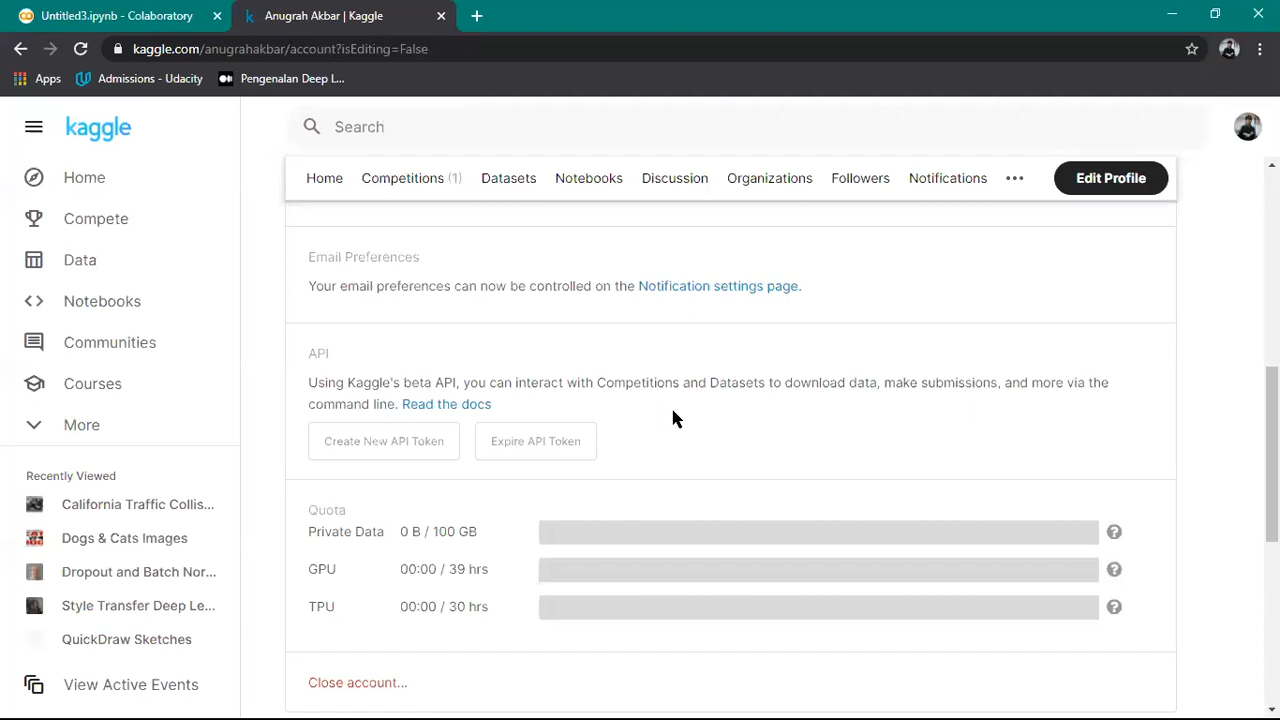 Untitled3.ipynb - Colaboratory
Anugrah Akbar | Kaggle
kaggle.com/anugrahakbar/account?isEditing=False
Apps
Admissions - Udacity
Pengenalan Deep L...
kaggle
Search
Home Competitions (1) Datasets Notebooks Discussion Organizations Followers Notifications ••• Edit Profile
Home
Compete
Data
Notebooks
Communities
Courses
More
Recently Viewed
California Traffic Collis...
Dogs & Cats Images
Dropout and Batch Nor...
Style Transfer Deep Le...
QuickDraw Sketches
View Active Events
Email Preferences
Your email preferences can now be controlled on the Notification settings page.
API
Using Kaggle's beta API, you can interact with Competitions and Datasets to download data, make submissions, and more via the
command line. Read the docs
Create New API Token Expire API Token
Quota
Private Data 0 B / 100 GB ?
GPU 00:00 / 39 hrs ?
TPU 00:00 / 30 hrs ?
Close account...